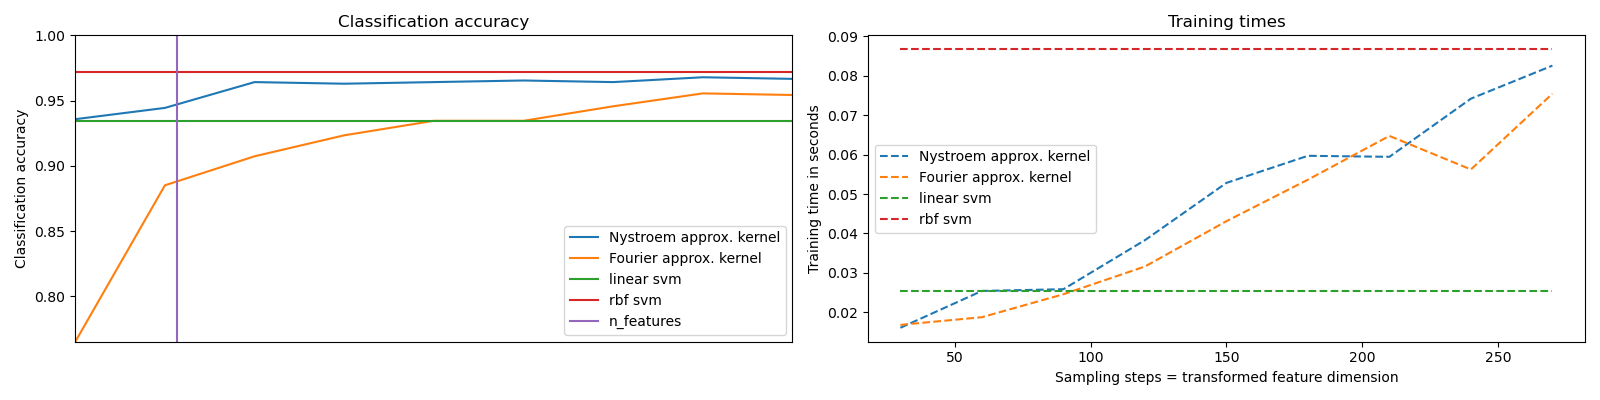 Classification accuracy
Classification accuracy
1.00
0.95
0.90
0.85
0.80
Nystroem approx. kernel
Fourier approx. kernel
linear svm
rbf svm
n_features
Training times
Training time in seconds
0.09
0.08
0.07
0.06
0.05
0.04
0.03
0.02
Nystroem approx. kernel
Fourier approx. kernel
linear svm
rbf svm
50 100 150 200 250
Sampling steps = transformed feature dimension